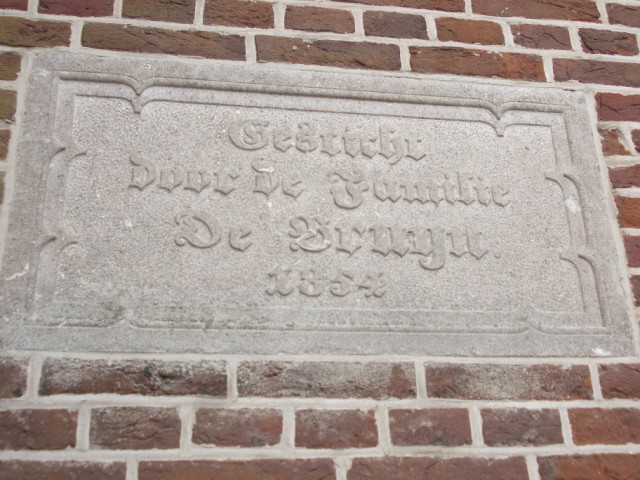 Gesticht
door de Familie
De Bruyn.
1854